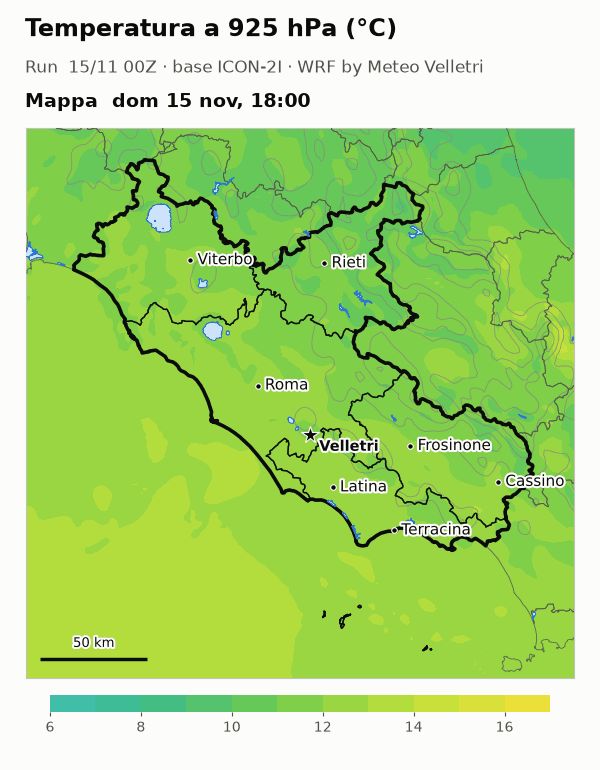 Temperatura a 925 hPa (°C)
Run  15/11 00Z · base ICON-2I · WRF by Meteo Velletri
Mappa  dom 15 nov, 18:00
Viterbo
Rieti
Roma
Velletri
Frosinone
Latina
Cassino
Terracina
50 km
6 8 10 12 14 16